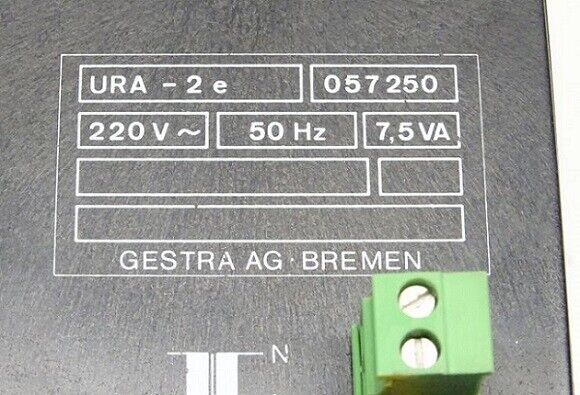 URA - 2 e 057250
220 V ~ 50 Hz 7,5 VA
GESTRA AG · BREMEN
N